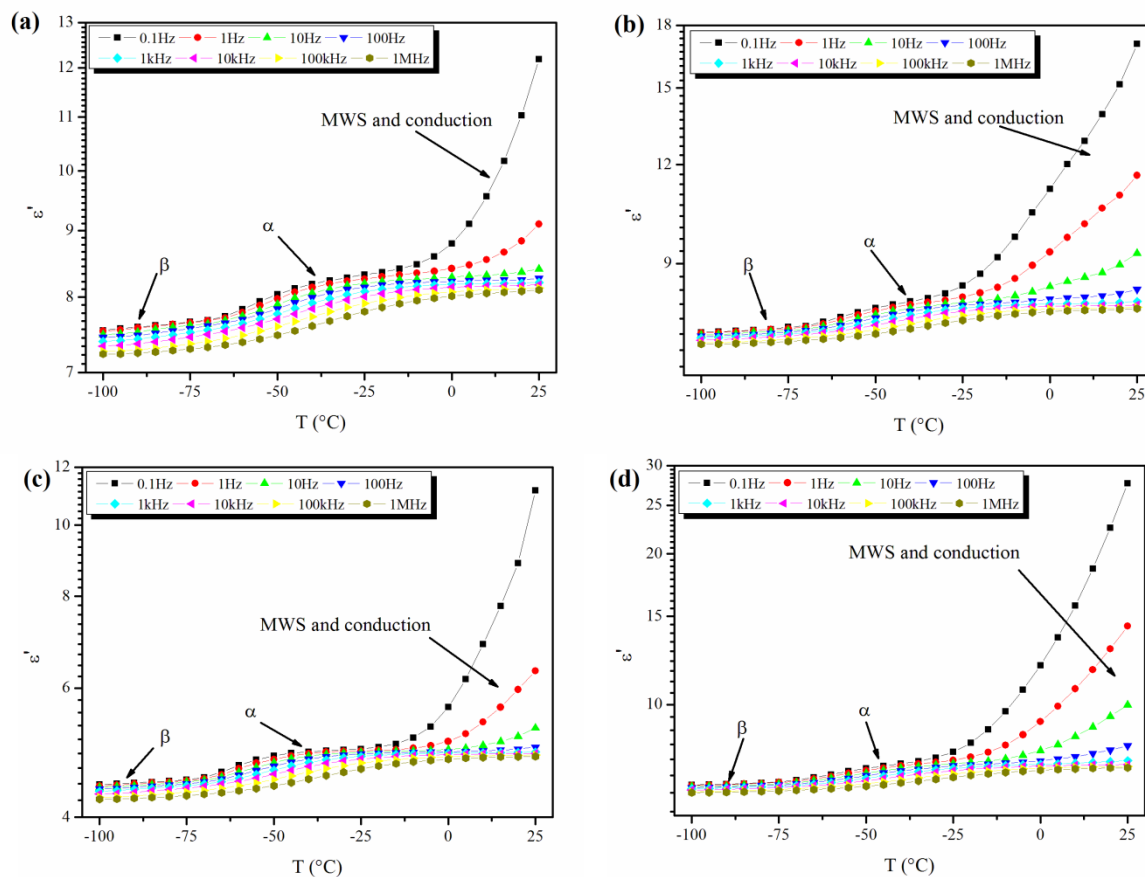 (a)
13
0.1Hz 1Hz 10Hz 100Hz
1kHz 10kHz 100kHz 1MHz
12
11
MWS and conduction
10
ε'
9
α
β
8
7
-100 -75 -50 -25 0 25
T (°C)
(b)
0.1Hz 1Hz 10Hz 100Hz
1kHz 10kHz 100kHz 1MHz
18
15
MWS and conduction
12
ε'
α
9
β
-100 -75 -50 -25 0 25
T (°C)
(c)
12
0.1Hz 1Hz 10Hz 100Hz
1kHz 10kHz 100kHz 1MHz
10
8
MWS and conduction
ε'
6
α
β
4
-100 -75 -50 -25 0 25
T (°C)
(d)
30
0.1Hz 1Hz 10Hz 100Hz
1kHz 10kHz 100kHz 1MHz
25
20
MWS and conduction
15
ε'
α
10
β
-100 -75 -50 -25 0 25
T (°C)